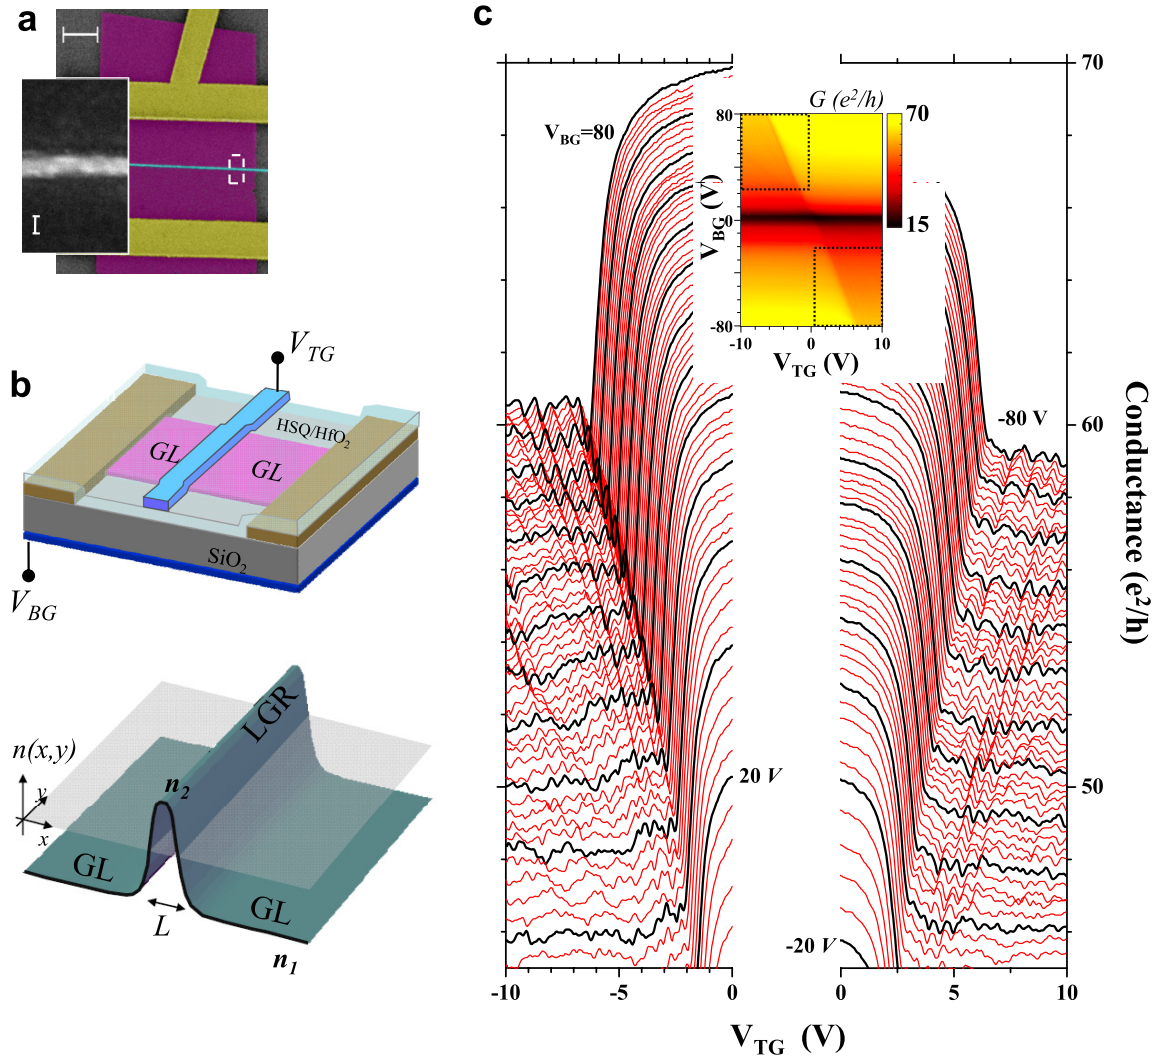 a
b
V_TG
HSQ/HfO2
GL
GL
SiO2
V_BG
LGR
n(x,y)
n2
y
x
GL
GL
L
n1
c
70
60
50
Conductance (e²/h)
V_BG=80
20 V
-20 V
-80 V
G (e²/h)
80
0
-80
V_BG (V)
-10
0
10
V_TG (V)
70
15
-10
-5
0
0
5
10
V_TG (V)